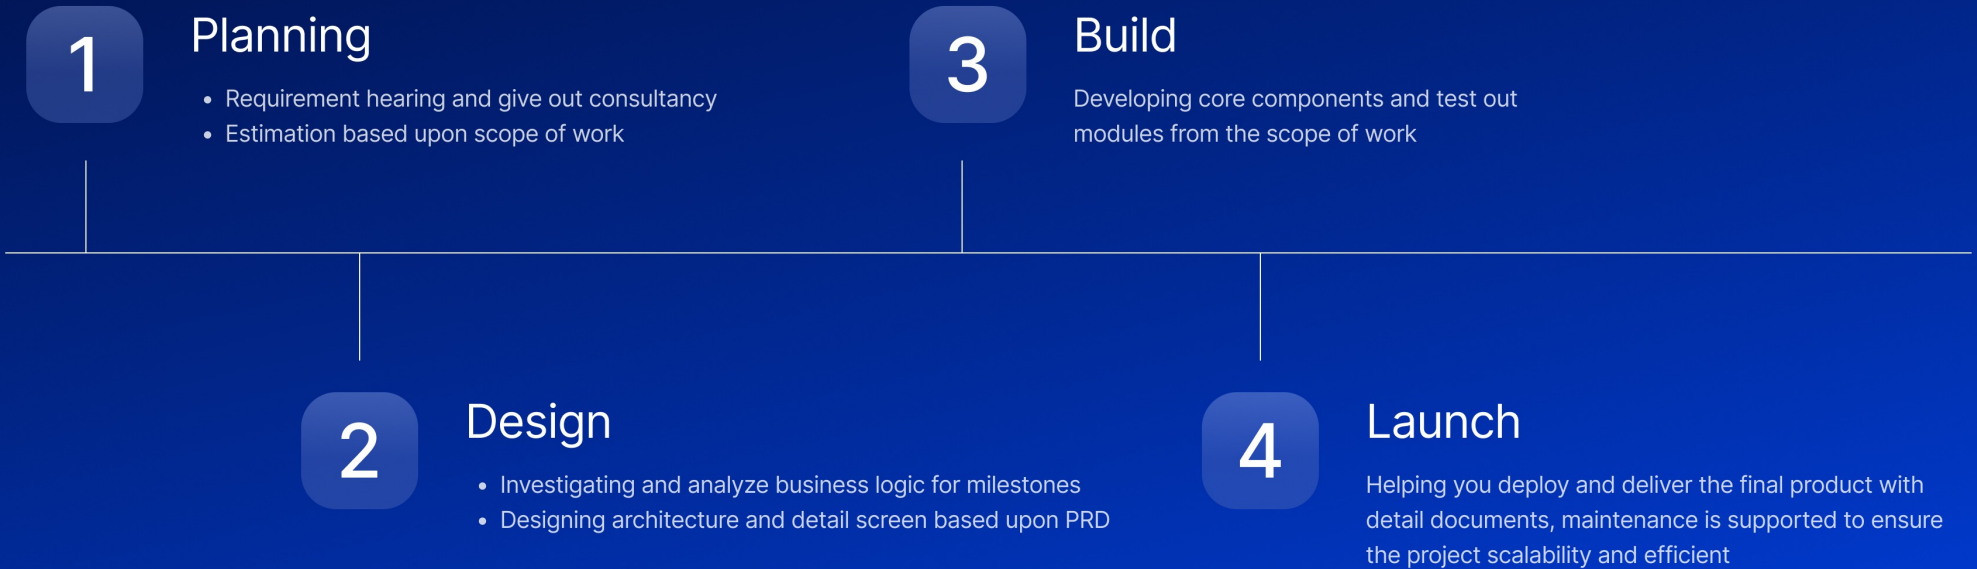 1
Planning
• Requirement hearing and give out consultancy
• Estimation based upon scope of work
3
Build
Developing core components and test out
modules from the scope of work
2
Design
• Investigating and analyze business logic for milestones
• Designing architecture and detail screen based upon PRD
4
Launch
Helping you deploy and deliver the final product with
detail documents, maintenance is supported to ensure
the project scalability and efficient